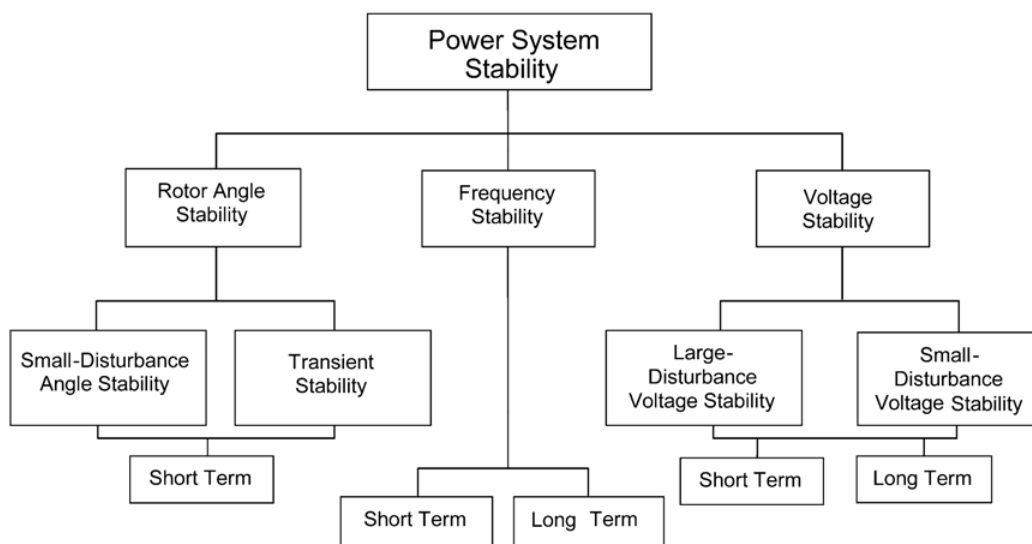 Power System
Stability
Rotor Angle
Stability
Frequency
Stability
Voltage
Stability
Small-Disturbance
Angle Stability
Transient
Stability
Large-
Disturbance
Voltage Stability
Small-
Disturbance
Voltage Stability
Short Term
Short Term
Long Term
Short Term
Long Term